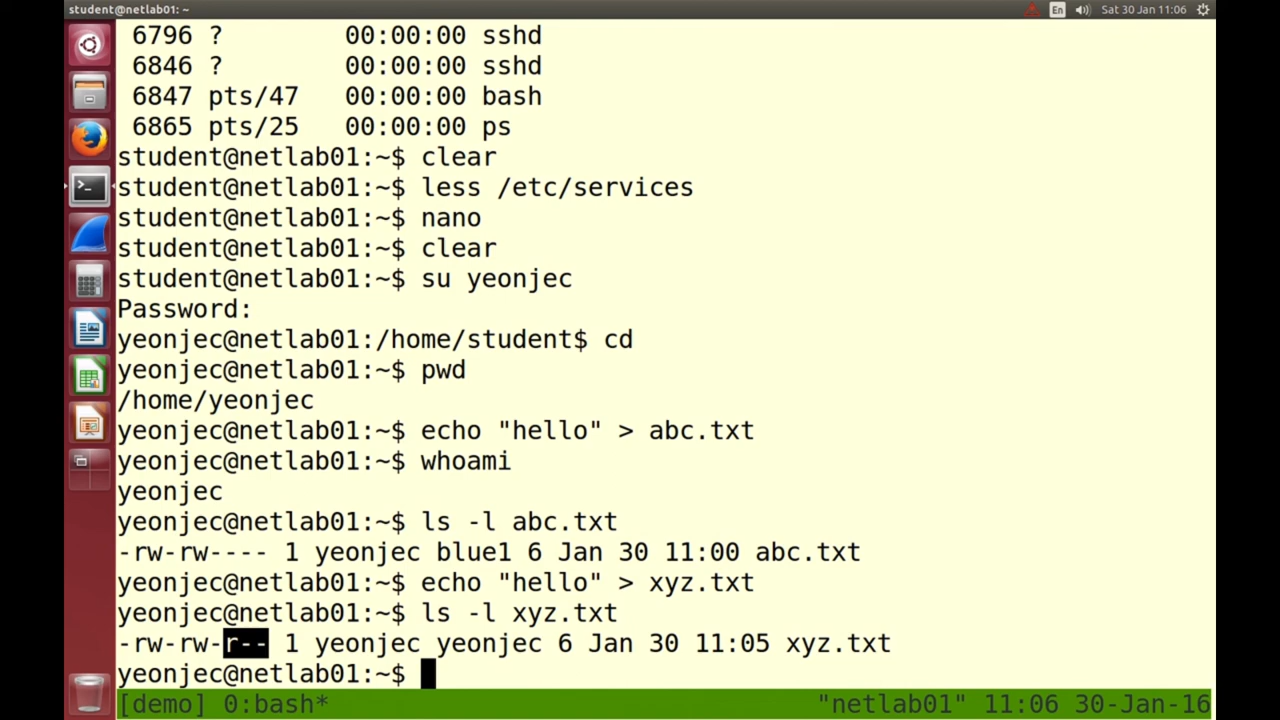 student@netlab01: ~
En
Sat 30 Jan 11:06
6796 ? 00:00:00 sshd
6846 ? 00:00:00 sshd
6847 pts/47 00:00:00 bash
6865 pts/25 00:00:00 ps
student@netlab01:~$ clear
student@netlab01:~$ less /etc/services
student@netlab01:~$ nano
student@netlab01:~$ clear
student@netlab01:~$ su yeonjec
Password:
yeonjec@netlab01:/home/student$ cd
yeonjec@netlab01:~$ pwd
/home/yeonjec
yeonjec@netlab01:~$ echo "hello" > abc.txt
yeonjec@netlab01:~$ whoami
yeonjec
yeonjec@netlab01:~$ ls -l abc.txt
-rw-rw---- 1 yeonjec blue1 6 Jan 30 11:00 abc.txt
yeonjec@netlab01:~$ echo "hello" > xyz.txt
yeonjec@netlab01:~$ ls -l xyz.txt
-rw-rw-r-- 1 yeonjec yeonjec 6 Jan 30 11:05 xyz.txt
yeonjec@netlab01:~$
[demo] 0:bash* "netlab01" 11:06 30-Jan-16